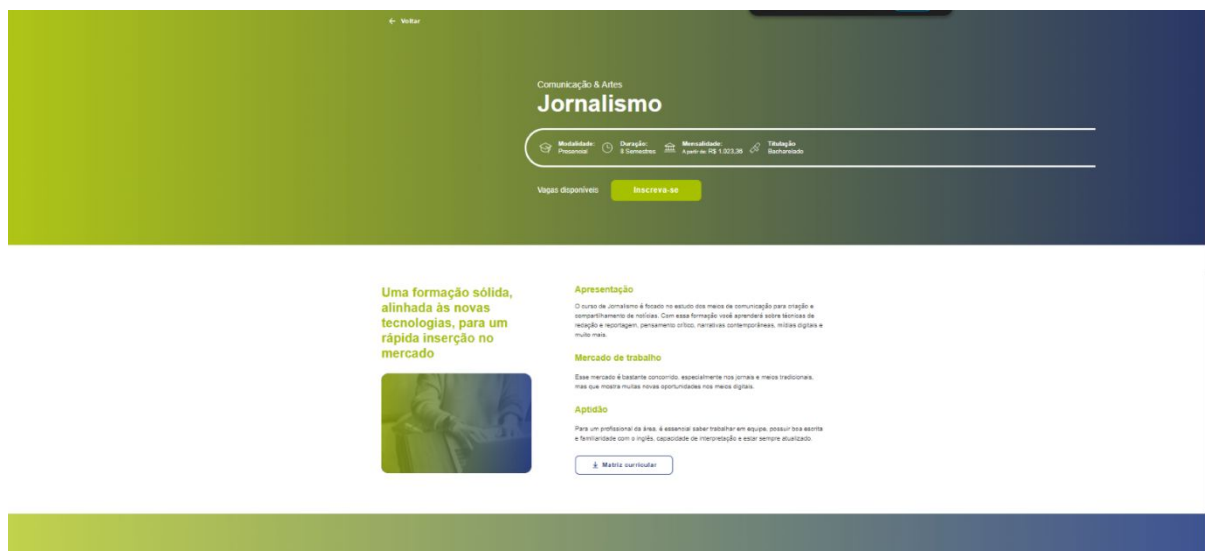 ← Voltar
Comunicação & Artes
Jornalismo
Modalidade:
Presencial
Duração:
8 Semestres
Mensalidade:
A partir de: R$ 1.023,36
Titulação
Bacharelado
Vagas disponíveis
Inscreva-se
Uma formação sólida,
alinhada às novas
tecnologias, para um
rápida inserção no
mercado
Apresentação
O curso de Jornalismo é focado no estudo dos meios de comunicação para criação e
compartilhamento de notícias. Com essa formação você aprenderá sobre técnicas de
redação e reportagem, pensamento crítico, narrativas contemporâneas, mídias digitais e
muito mais.
Mercado de trabalho
Esse mercado é bastante concorrido, especialmente nos jornais e meios tradicionais,
mas que mostra muitas novas oportunidades nos meios digitais.
Aptidão
Para um profissional da área, é essencial saber trabalhar em equipe, possuir boa escrita
e familiaridade com o inglês, capacidade de interpretação e estar sempre atualizado
Matriz curricular